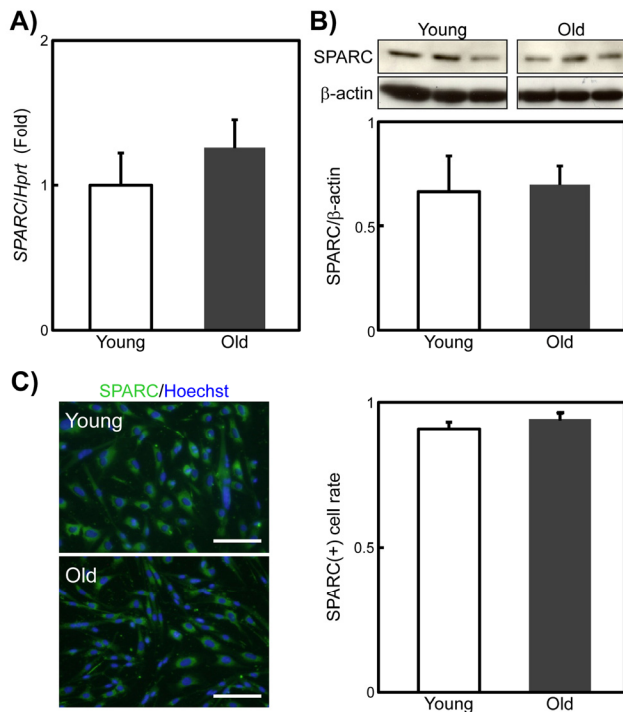 A)
2
1
0
SPARC/Hprt (Fold)
Young
Old
B)
Young
Old
SPARC
β-actin
1
0.5
0
SPARC/β-actin
Young
Old
C)
SPARC/Hoechst
Young
Old
1
0.5
0
SPARC(+) cell rate
Young
Old